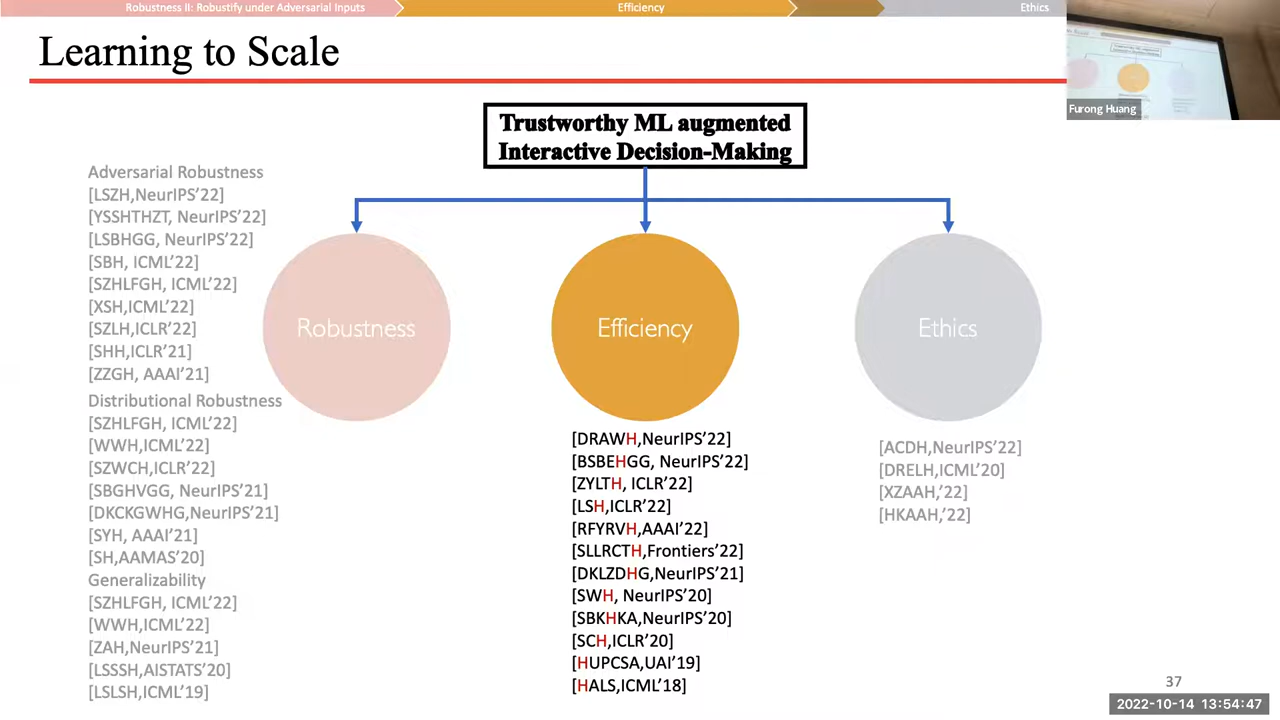 Robustness II: Robustify under Adversarial Inputs
Efficiency
Ethics
Learning to Scale
Furong Huang
Trustworthy ML augmented
Interactive Decision-Making
Adversarial Robustness
[LSZH,NeurIPS’22]
[YSSHTHZT, NeurIPS’22]
[LSBHGG, NeurIPS’22]
[SBH, ICML’22]
[SZHLFGH, ICML’22]
[XSH,ICML’22]
[SZLH,ICLR’22]
[SHH,ICLR’21]
[ZZGH, AAAI’21]
Distributional Robustness
[SZHLFGH, ICML’22]
[WWH,ICML’22]
[SZWCH,ICLR’22]
[SBGHVGG, NeurIPS’21]
[DKCKGWHG,NeurIPS’21]
[SYH, AAAI’21]
[SH,AAMAS’20]
Generalizability
[SZHLFGH, ICML’22]
[WWH,ICML’22]
[ZAH,NeurIPS’21]
[LSSSH,AISTATS’20]
[LSLSH,ICML’19]
Robustness
Efficiency
Ethics
[DRAWH,NeurIPS’22]
[BSBEHGG, NeurIPS’22]
[ZYLTH, ICLR’22]
[LSH,ICLR’22]
[RFYRVH,AAAI’22]
[SLLRCTH,Frontiers’22]
[DKLZDHG,NeurIPS’21]
[SWH, NeurIPS’20]
[SBKHKA,NeurIPS’20]
[SCH,ICLR’20]
[HUPCSA,UAI’19]
[HALS,ICML’18]
[ACDH,NeurIPS’22]
[DRELH,ICML’20]
[XZAAH,’22]
[HKAAH,’22]
37
2022-10-14 13:54:47